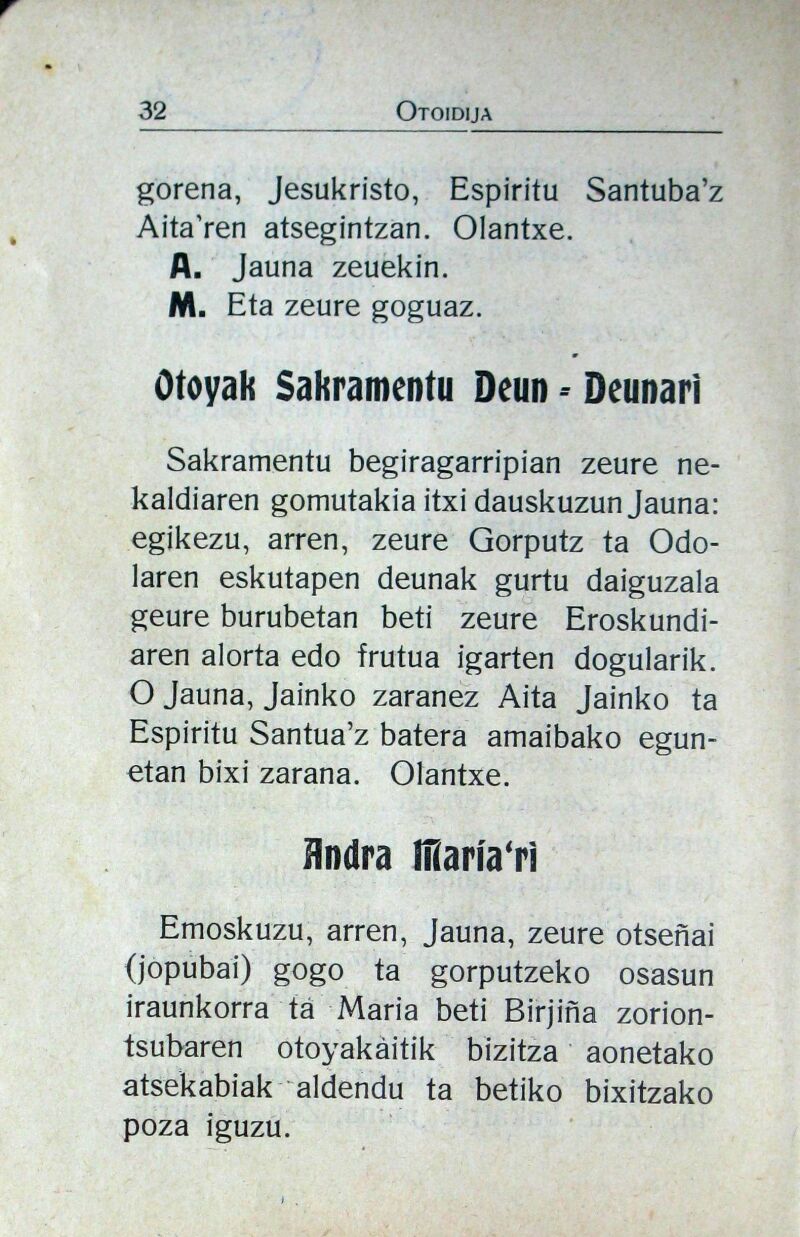 32 Otoidija
gorena, Jesukristo, Espiritu Santuba'z
Aita'ren atsegintzan. Olantxe.
A. Jauna zeuekin.
M. Eta zeure goguaz.
Otoyak Sakramentu Deun - Deunari
Sakramentu begiragarripian zeure ne-
kaldiaren gomutakia itxi dauskuzun Jauna:
egikezu, arren, zeure Gorputz ta Odo-
laren eskutapen deunak gurtu daiguzala
geure burubetan beti zeure Eroskundi-
aren alorta edo frutua igarten dogularik.
O Jauna, Jainko zaranez Aita Jainko ta
Espiritu Santua'z batera amaibako egun-
etan bixi zarana. Olantxe.
Andra María'ri
Emoskuzu, arren, Jauna, zeure otseñai
(jopubai) gogo ta gorputzeko osasun
iraunkorra ta Maria beti Birjiña zorion-
tsubaren otoyakaitik bizitza aonetako
atsekabiak aldendu ta betiko bixitzako
poza iguzu.